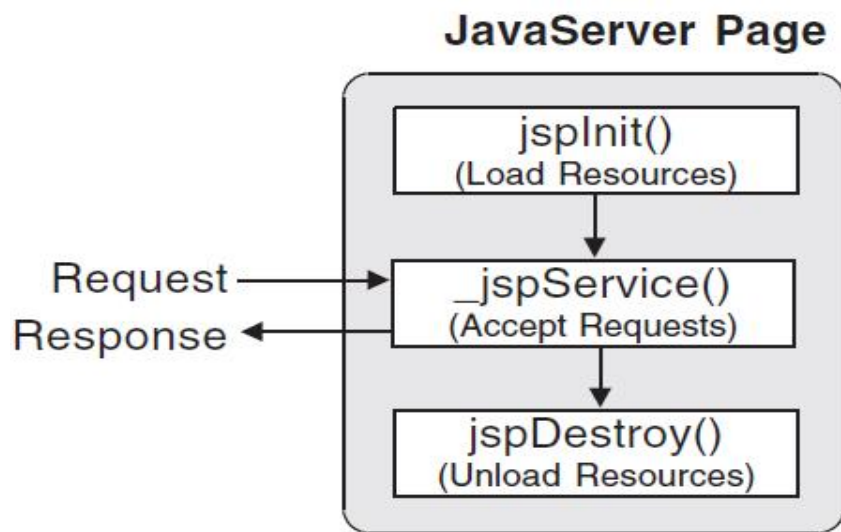 JavaServer Page
jspInit()
(Load Resources)
Request
_jspService()
(Accept Requests)
Response
jspDestroy()
(Unload Resources)